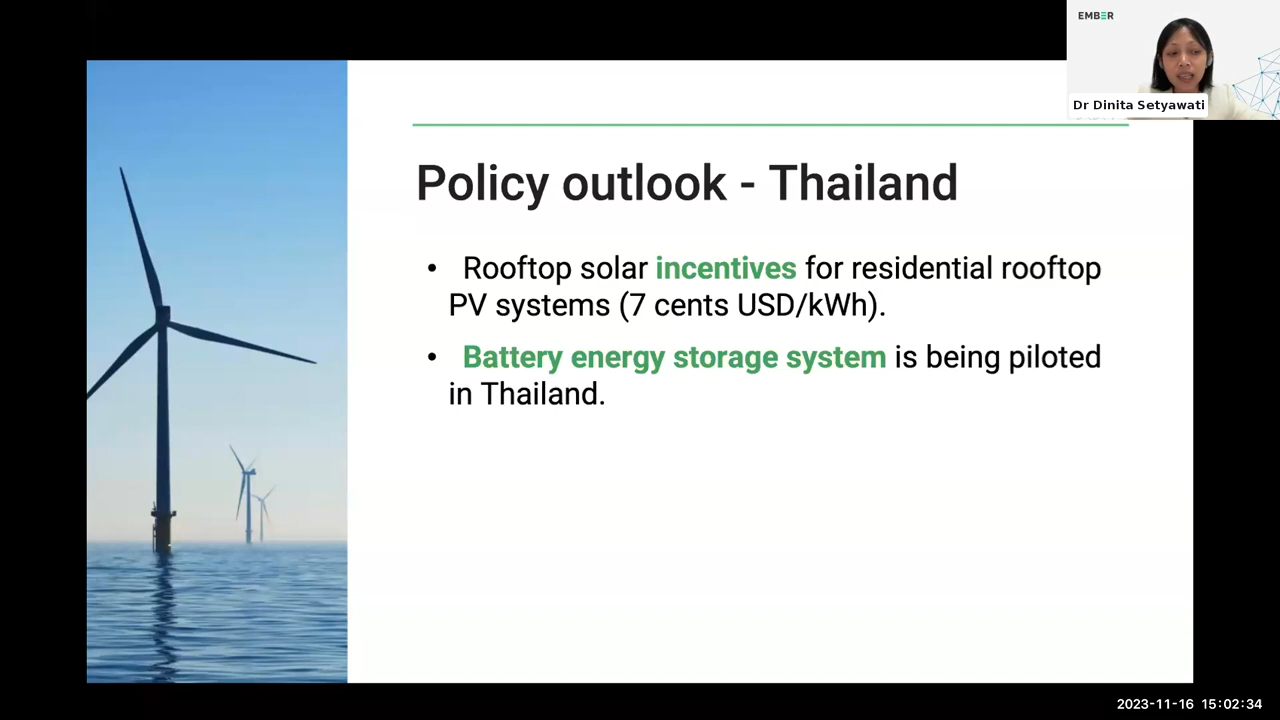 EMBER
Dr Dinita Setyawati
Policy outlook - Thailand
• Rooftop solar incentives for residential rooftop
PV systems (7 cents USD/kWh).
• Battery energy storage system is being piloted
in Thailand.
2023-11-16 15:02:34